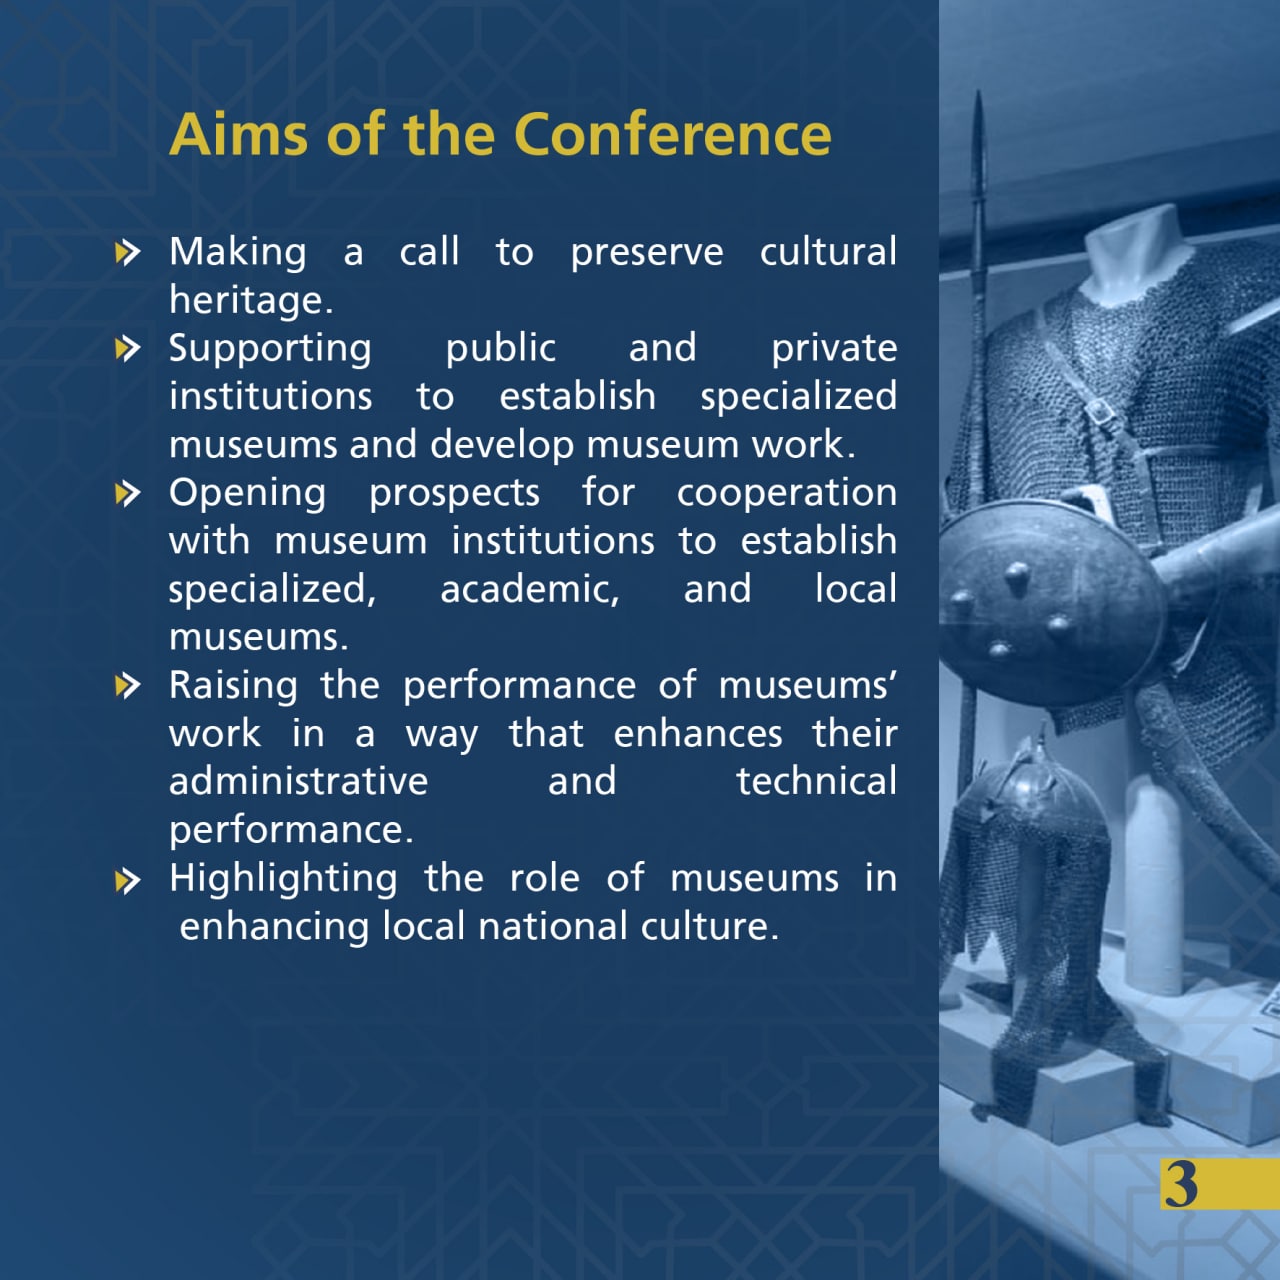 Aims of the Conference
Making a call to preserve cultural
heritage.
Supporting public and private
institutions to establish specialized
museums and develop museum work.
Opening prospects for cooperation
with museum institutions to establish
specialized, academic, and local
museums.
Raising the performance of museums’
work in a way that enhances their
administrative and technical
performance.
Highlighting the role of museums in
enhancing local national culture.
3